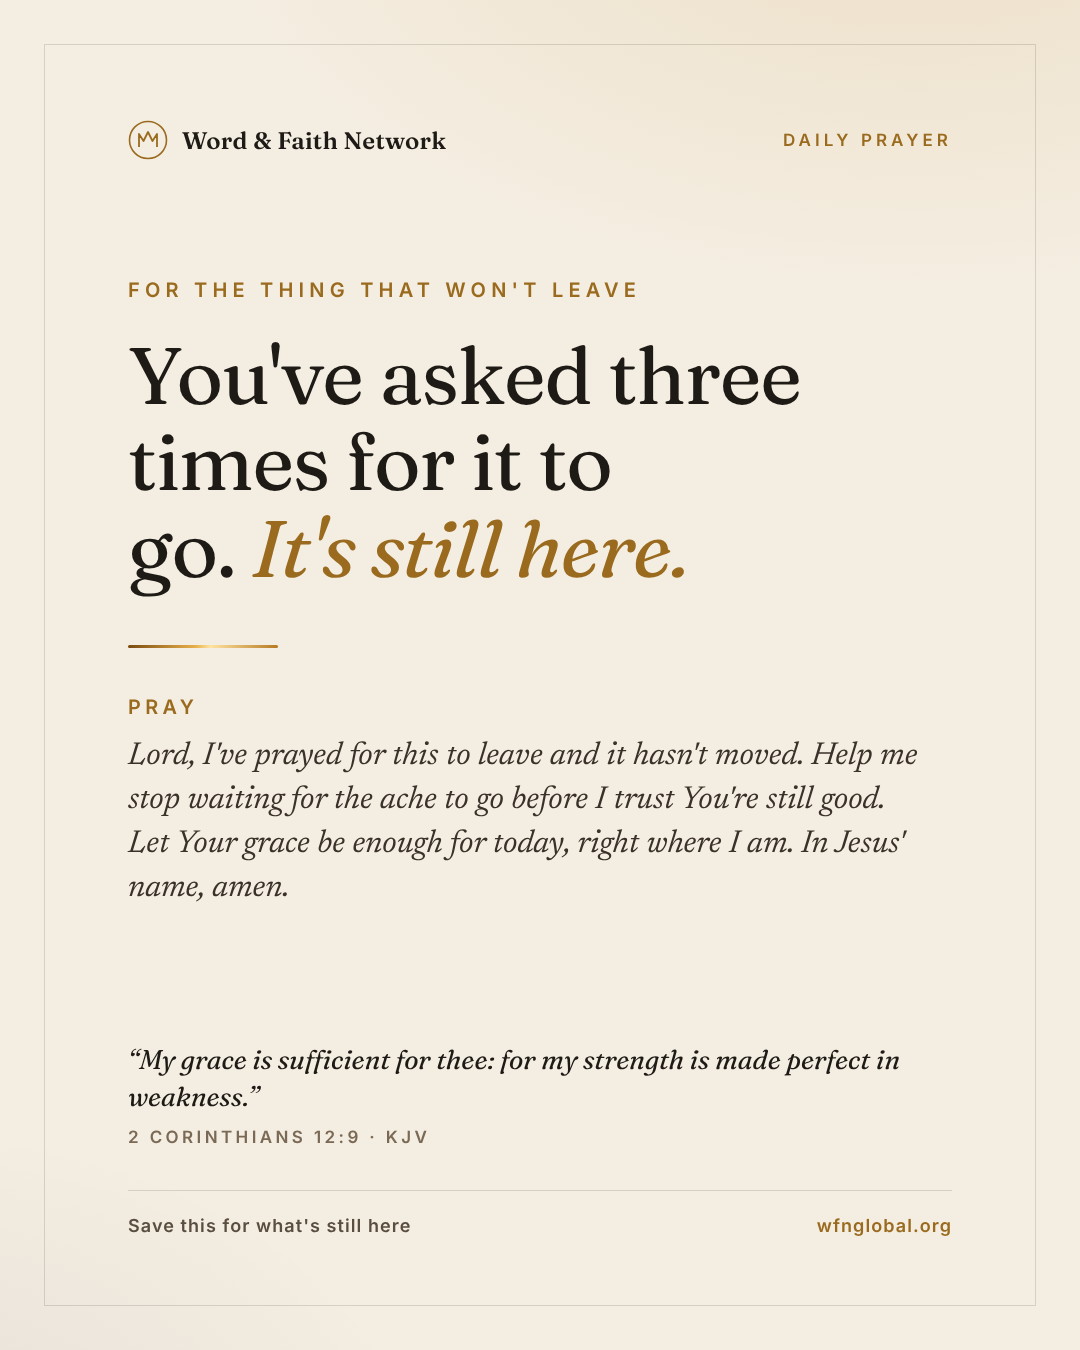 Word & Faith Network
DAILY PRAYER
FOR THE THING THAT WON'T LEAVE
You've asked three
times for it to
go. It's still here.
PRAY
Lord, I've prayed for this to leave and it hasn't moved. Help me
stop waiting for the ache to go before I trust You're still good.
Let Your grace be enough for today, right where I am. In Jesus'
name, amen.
“My grace is sufficient for thee: for my strength is made perfect in
weakness.”
2 CORINTHIANS 12:9 · KJV
Save this for what's still here
wfnglobal.org